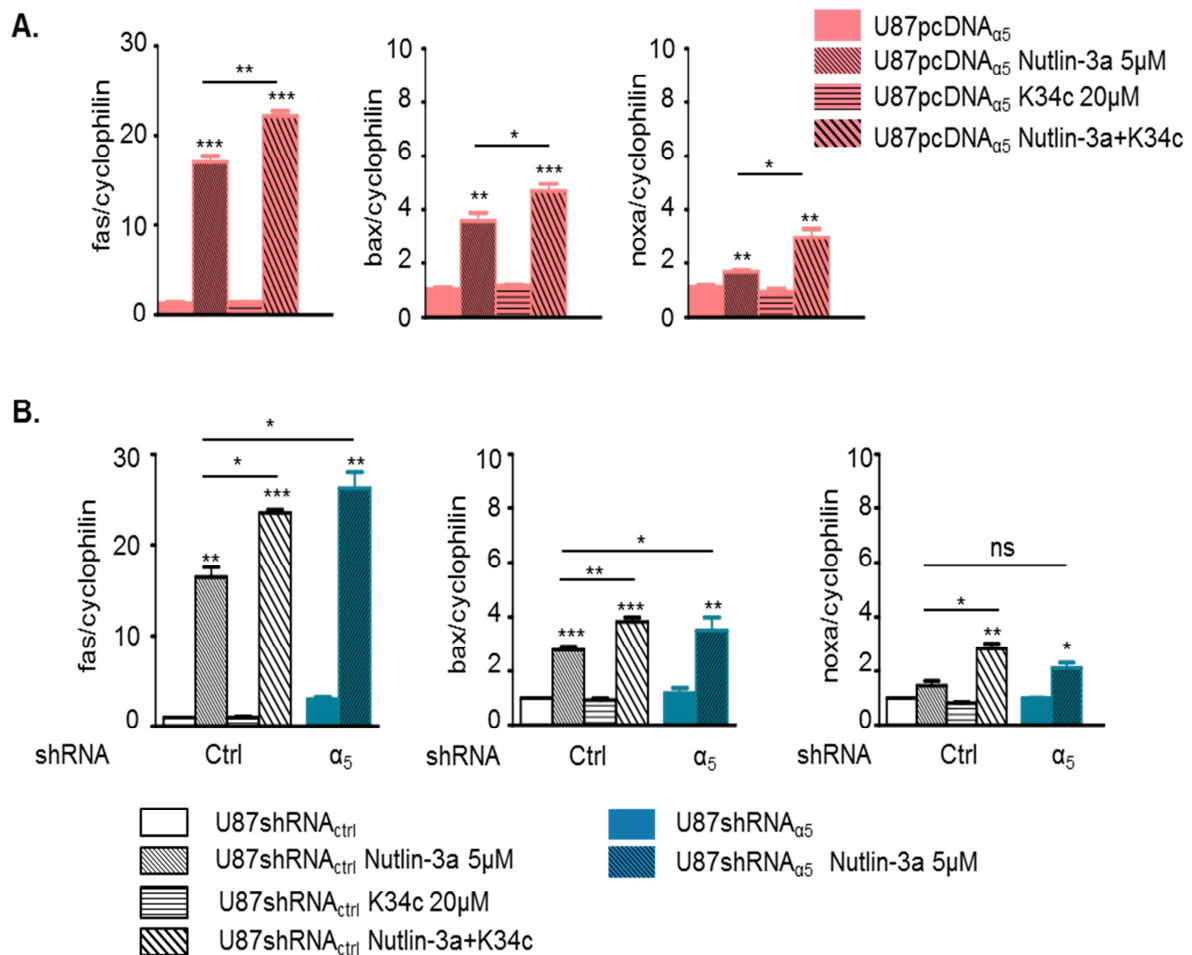 A.
fas/cyclophilin
30
20
10
0
***
**
***
bax/cyclophilin
10
8
6
4
2
0
**
*
***
noxa/cyclophilin
10
8
6
4
2
0
**
*
**
U87pcDNAα5
U87pcDNAα5 Nutlin-3a 5µM
U87pcDNAα5 K34c 20µM
U87pcDNAα5 Nutlin-3a+K34c
B.
fas/cyclophilin
30
20
10
0
*
*
**
***
**
bax/cyclophilin
10
8
6
4
2
0
*
**
***
***
**
noxa/cyclophilin
10
8
6
4
2
0
ns
*
**
*
shRNA Ctrl α5
shRNA Ctrl α5
shRNA Ctrl α5
U87shRNActrl
U87shRNActrl Nutlin-3a 5µM
U87shRNActrl K34c 20µM
U87shRNActrl Nutlin-3a+K34c
U87shRNAα5
U87shRNAα5 Nutlin-3a 5µM